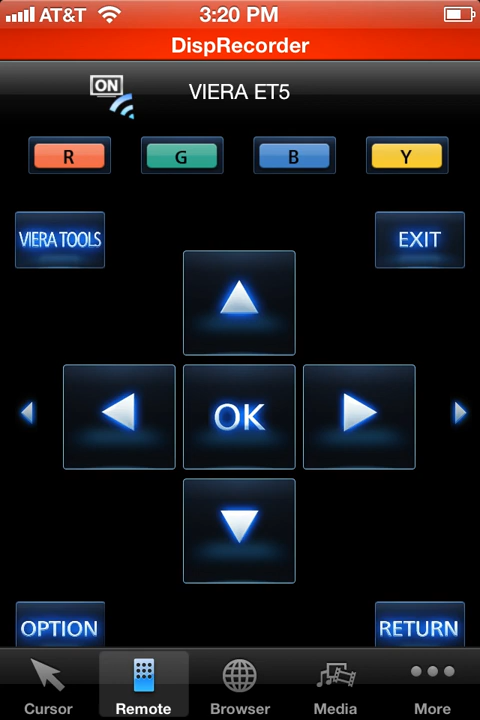 AT&T 3:20 PM
DispRecorder
ON
VIERA ET5
R G B Y
VIERA TOOLS EXIT
OK
OPTION RETURN
Cursor Remote Browser Media More